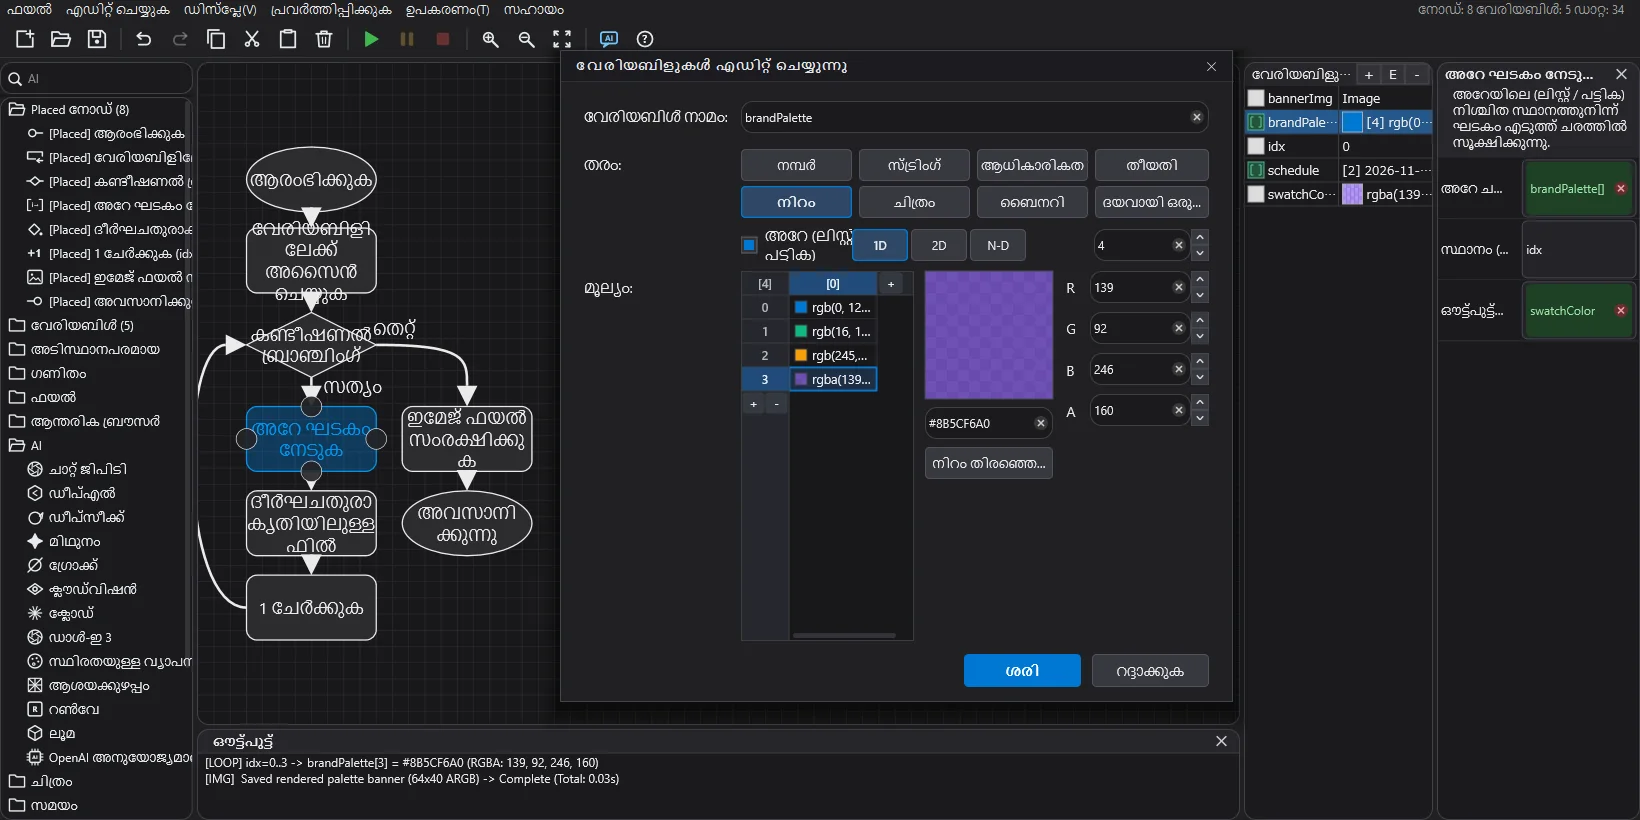 ഫയൽ എഡിറ്റ് ചെയ്യുക ഡിസ്പ്ലേ(V) പ്രവർത്തിപ്പിക്കുക ഉപകരണം(T) സഹായം
നോഡ്: 8 വേരിയബിൾ: 5 ഡാറ്റ: 34
AI
Placed നോഡ് (8)
[Placed] ആരംഭിക്കുക
[Placed] വേരിയബിളിലേ
[Placed] കണ്ടീഷണൽ
[Placed] അറേ ഘടകം
[Placed] ദീർഘചതുരാക
+1 [Placed] 1 ചേർക്കുക (idx
[Placed] ഇമേജ് ഫയൽ
[Placed] അവസാനിക്കു
വേരിയബിൾ (5)
അടിസ്ഥാനപരമായ
ഗണിതം
ഫയൽ
ആന്തരിക ബ്രൗസർ
AI
ചാറ്റ് ജിപിടി
ഡീപ്എൽ
ഡീപ്സീക്ക്
മിഥുനം
ഗ്രോക്ക്
ക്ലൗഡ്വിഷൻ
ക്ലോഡ്
ഡാൾ-ഇ 3
സ്ഥിരതയുള്ള വ്യാപന
ആശയക്കുഴപ്പം
റൺവേ
ലൂമ
OpenAI അനുയോജ്യമാ
ചിത്രം
സമയം
ആരംഭിക്കുക
വേരിയബിളി
ലേക്ക്
അസൈൻ
ചെയ്യുക
കണ്ടീഷണൽ
ബ്രാഞ്ചിംഗ്
തെറ്റ്
സത്യം
അറേ ഘടകം
നേടുക
ഇമേജ് ഫയൽ
സംരക്ഷിക്കു
ക
ദീർഘചതുരാ
കൃതിയിലുള്ള
ഫിൽ
അവസാനി
ക്കുന്നു
1 ചേർക്കുക
വേരിയബിളുകൾ എഡിറ്റ് ചെയ്യുന്നു
വേരിയബിൾ നാമം: brandPalette
തരം: നമ്പർ സ്ട്രിംഗ് ആധികാരികത തീയതി
നിറം ചിത്രം ബൈനറി ദയവായി ഒരു...
അറേ (ലിസ്റ്റ്
പട്ടിക)
1D 2D N-D 4
മൂല്യം:
[4] [0] +
0 rgb(0, 12...
1 rgb(16, 1...
2 rgb(245,...
3 rgba(139...
+ -
#8B5CF6A0
നിറം തിരഞ്ഞെ...
R 139
G 92
B 246
A 160
ശരി റദ്ദാക്കുക
വേരിയബിളു... + E -
bannerImg Image
brandPale... [4] rgb(0...
idx 0
schedule [2] 2026-11-...
swatchCo... rgba(139...
അറേ ഘടകം നേടു...
അറേയിലെ (ലിസ്റ്റ് / പട്ടിക)
നിശ്ചിത സ്ഥാനത്തുനിന്ന്
ഘടകം എടുത്ത് ചരത്തിൽ
സൂക്ഷിക്കുന്നു.
അറേ ച... brandPalette[]
സ്ഥാനം (... idx
ഔട്ട്പുട്ട്... swatchColor
ഔട്ട്പുട്ട്
[LOOP] idx=0..3 -> brandPalette[3] = #8B5CF6A0 (RGBA: 139, 92, 246, 160)
[IMG] Saved rendered palette banner (64x40 ARGB) -> Complete (Total: 0.03s)